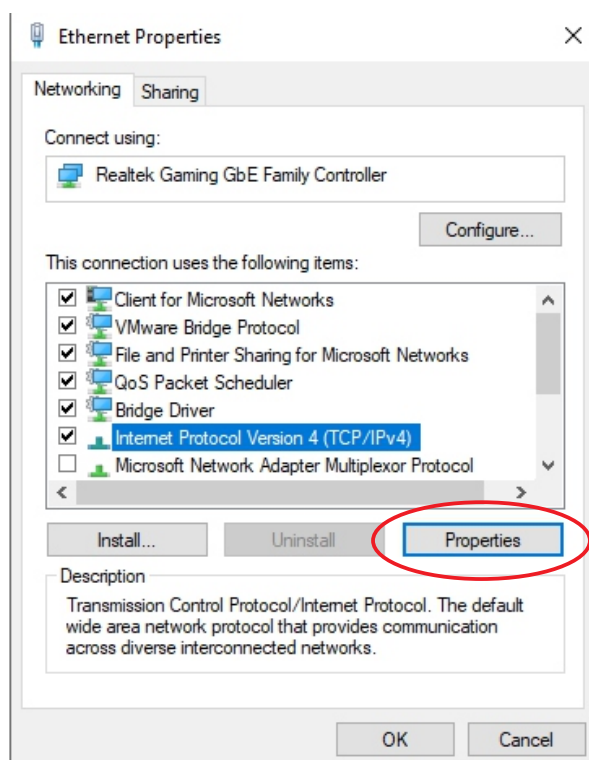 Ethernet Properties
Networking
Sharing
Connect using:
Realtek Gaming GbE Family Controller
Configure...
This connection uses the following items:
Client for Microsoft Networks
VMware Bridge Protocol
File and Printer Sharing for Microsoft Networks
QoS Packet Scheduler
Bridge Driver
Internet Protocol Version 4 (TCP/IPv4)
Microsoft Network Adapter Multiplexor Protocol
Install...
Uninstall
Properties
Description
Transmission Control Protocol/Internet Protocol. The default
wide area network protocol that provides communication
across diverse interconnected networks.
OK
Cancel